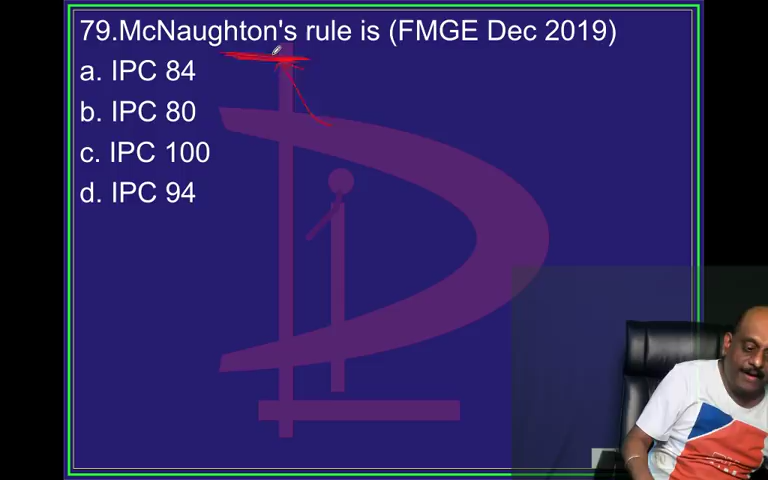 79.McNaughton's rule is (FMGE Dec 2019)
a. IPC 84
b. IPC 80
c. IPC 100
d. IPC 94